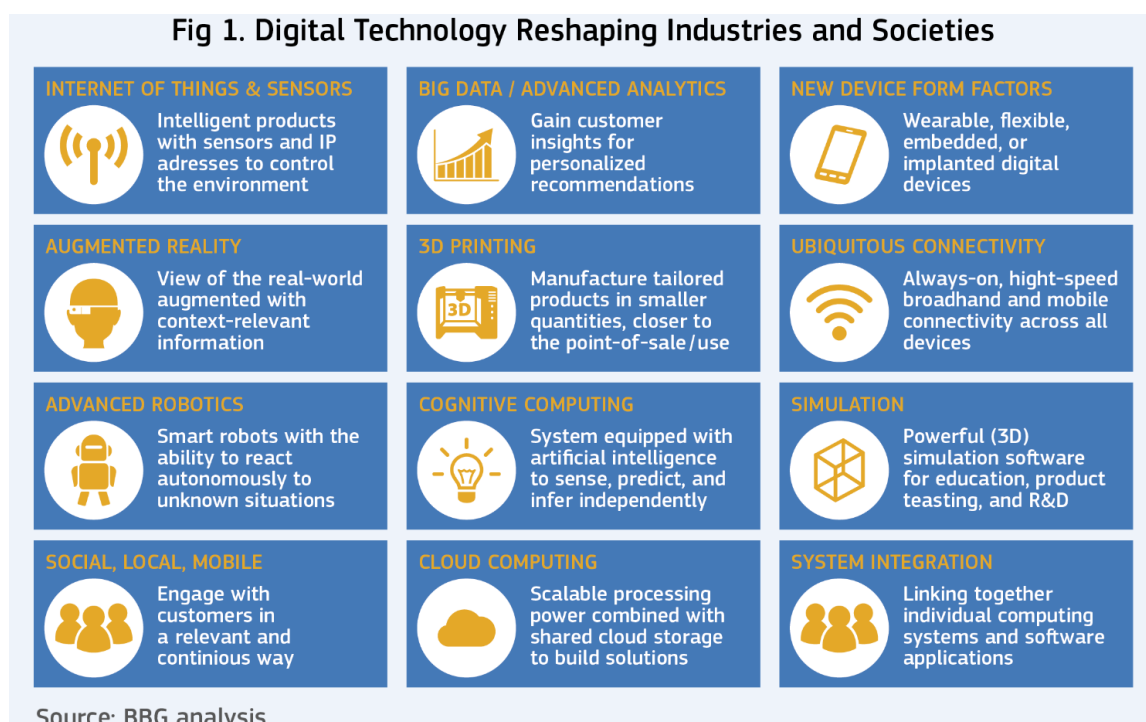 Fig 1. Digital Technology Reshaping Industries and Societies
INTERNET OF THINGS & SENSORS
Intelligent products
with sensors and IP
adresses to control
the environment
BIG DATA / ADVANCED ANALYTICS
Gain customer
insights for
personalized
recommendations
NEW DEVICE FORM FACTORS
Wearable, flexible,
embedded, or
implanted digital
devices
AUGMENTED REALITY
View of the real-world
augmented with
context-relevant
information
3D PRINTING
3D
Manufacture tailored
products in smaller
quantities, closer to
the point-of-sale/use
UBIQUITOUS CONNECTIVITY
Always-on, hight-speed
broadhand and mobile
connectivity across all
devices
ADVANCED ROBOTICS
Smart robots with the
ability to react
autonomously to
unknown situations
COGNITIVE COMPUTING
System equipped with
artificial intelligence
to sense, predict, and
infer independently
SIMULATION
Powerful (3D)
simulation software
for education, product
teasting, and R&D
SOCIAL, LOCAL, MOBILE
Engage with
customers in
a relevant and
continious way
CLOUD COMPUTING
Scalable processing
power combined with
shared cloud storage
to build solutions
SYSTEM INTEGRATION
Linking together
individual computing
systems and software
applications
Source: BBG analysis